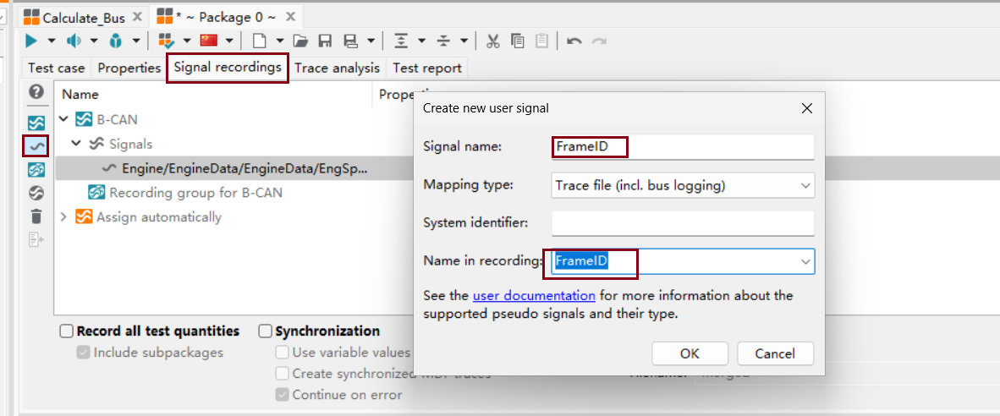 Calculate_Bus
* ~ Package 0 ~
Test case Properties Signal recordings Trace analysis Test report
Name
B-CAN
Signals
Engine/EngineData/EngineData/EngSp...
Recording group for B-CAN
Assign automatically
Create new user signal
Signal name: FrameID
Mapping type: Trace file (incl. bus logging)
System identifier:
Name in recording: FrameID
See the user documentation for more information about the
supported pseudo signals and their type.
OK Cancel
Record all test quantities
Include subpackages
Synchronization
Use variable values
Create synchronized MDF traces
Continue on error